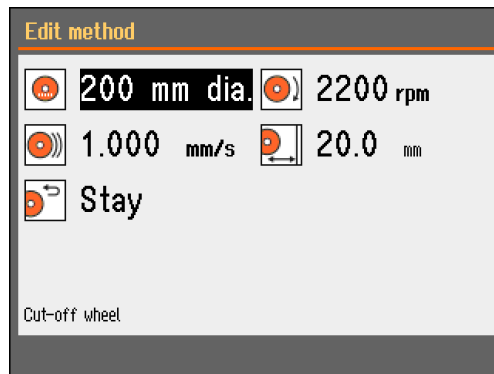 Edit method
200 mm dia. 2200 rpm
1.000 mm/s 20.0 mm
Stay
Cut-off wheel